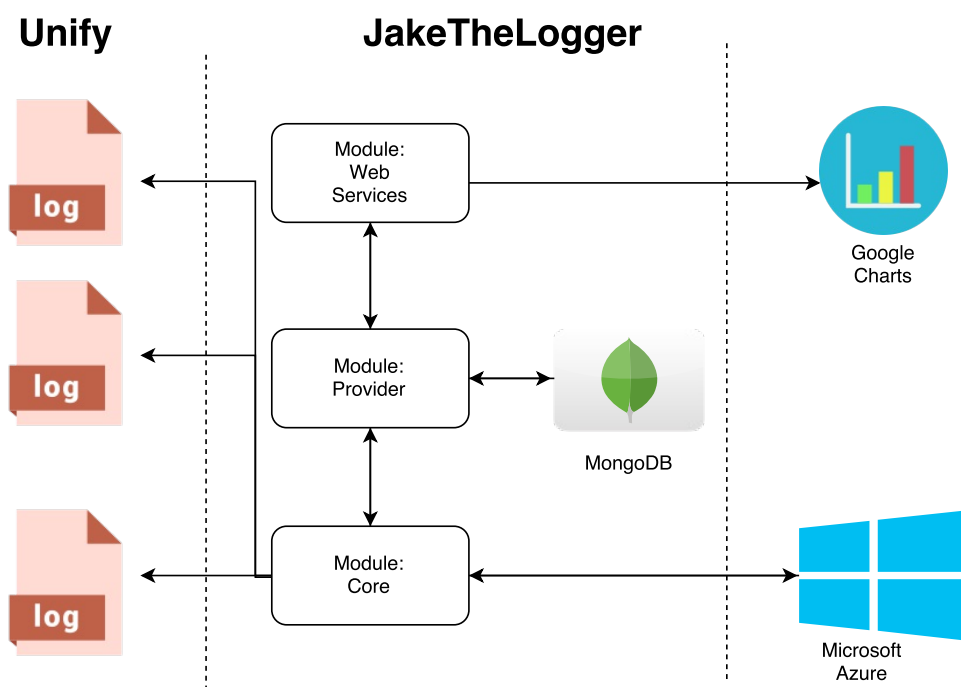 Unify
JakeTheLogger
log
Module:
Web
Services
Google
Charts
log
Module:
Provider
MongoDB
log
Module:
Core
Microsoft
Azure